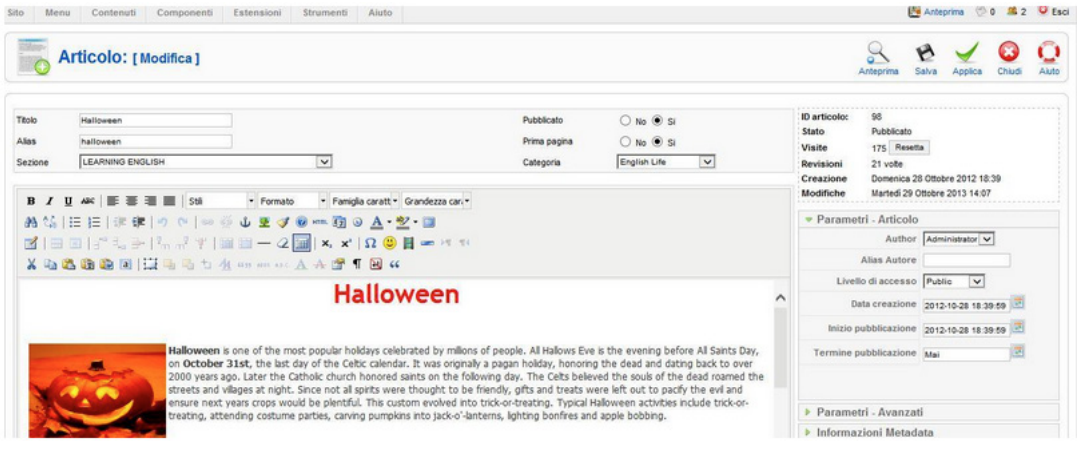 Sito Menu Contenuti Componenti Estensioni Strumenti Aiuto Anteprima 0 2 Esci
Articolo: [ Modifica ]
Anteprima Salva Applica Chiudi Aiuto
Titolo Halloween Pubblicato No Si
Alias halloween Prima pagina No Si
Sezione LEARNING ENGLISH Categoria English Life
ID articolo: 98
Stato Pubblicato
Visite 175 Resetta
Revisioni 21 volte
Creazione Domenica 28 Ottobre 2012 18:39
Modifiche Martedì 29 Ottobre 2013 14:07
B I U ABC Stili Formato Famiglia caratt. Grandezza cara
HTML
Halloween
Halloween is one of the most popular holidays celebrated by millions of people. All Hallows Eve is the evening before All Saints Day,
on October 31st, the last day of the Celtic calendar. It was originally a pagan holiday, honoring the dead and dating back to over
2000 years ago. Later the Catholic church honored saints on the following day. The Celts believed the souls of the dead roamed the
streets and villages at night. Since not all spirits were thought to be friendly, gifts and treats were left out to pacify the evil and
ensure next years crops would be plentiful. This custom evolved into trick-or-treating. Typical Halloween activities include trick-or-
treating, attending costume parties, carving pumpkins into jack-o'-lanterns, lighting bonfires and apple bobbing.
Parametri - Articolo
Author Administrator
Alias Autore
Livello di accesso Public
Data creazione 2012-10-28 18:39:59
Inizio pubblicazione 2012-10-28 18:39:59
Termine pubblicazione Mai
Parametri - Avanzati
Informazioni Metadata